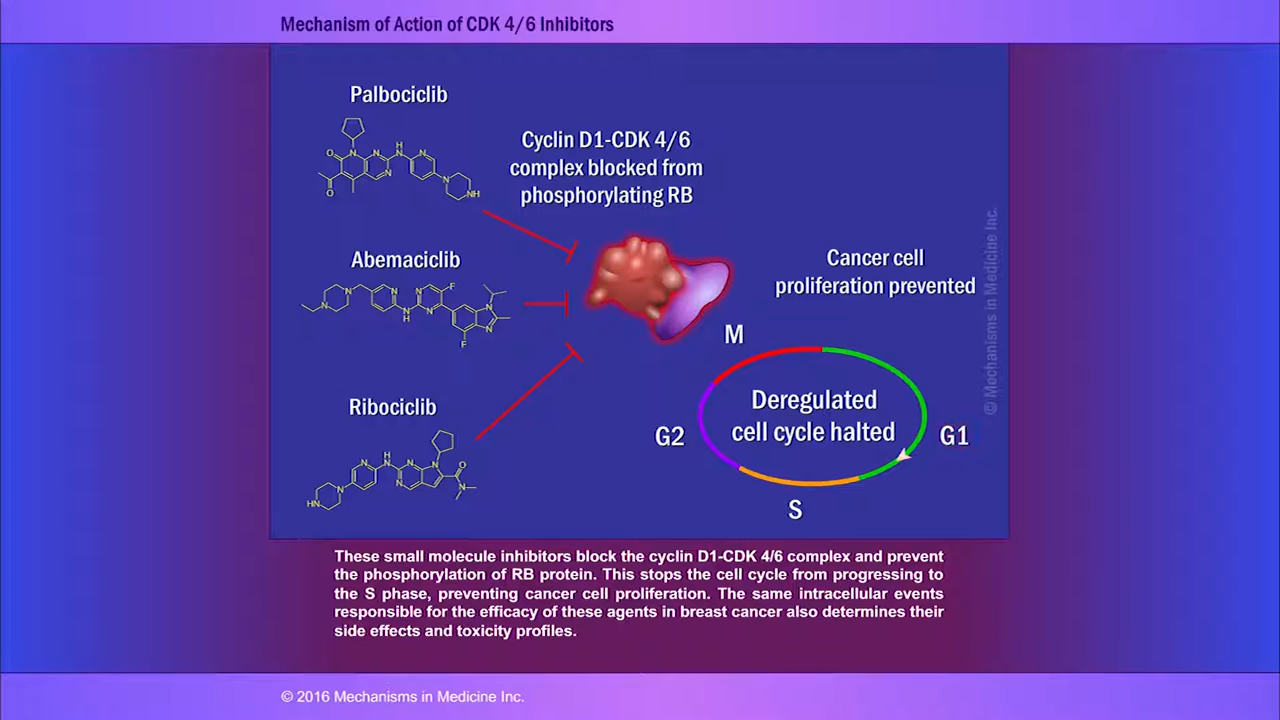 Mechanism of Action of CDK 4/6 Inhibitors
Palbociclib
Cyclin D1-CDK 4/6
complex blocked from
phosphorylating RB
N
O
N
N
H
N
N
N
O
N
NH
Abemaciclib
Cancer cell
proliferation prevented
N
N
N
N
F
N
H
N
N
N
F
M
Ribociclib
Deregulated
cell cycle halted
G2
G1
S
HN
N
N
H
N
N
N
N
O
N
These small molecule inhibitors block the cyclin D1-CDK 4/6 complex and prevent
the phosphorylation of RB protein. This stops the cell cycle from progressing to
the S phase, preventing cancer cell proliferation. The same intracellular events
responsible for the efficacy of these agents in breast cancer also determines their
side effects and toxicity profiles.
© Mechanisms in Medicine Inc.
© 2016 Mechanisms in Medicine Inc.